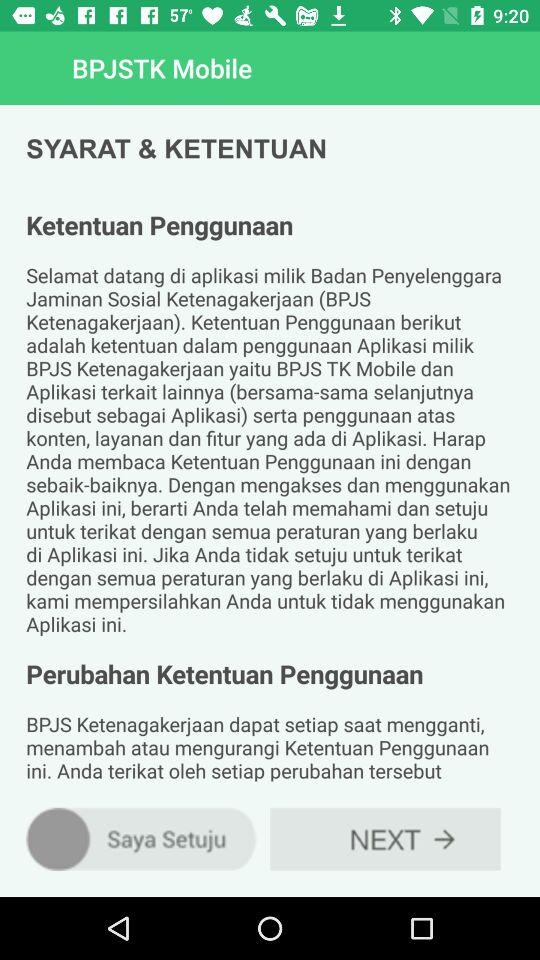 57°
9:20
BPJSTK Mobile
SYARAT & KETENTUAN
Ketentuan Penggunaan
Selamat datang di aplikasi milik Badan Penyelenggara
Jaminan Sosial Ketenagakerjaan (BPJS
Ketenagakerjaan). Ketentuan Penggunaan berikut
adalah ketentuan dalam penggunaan Aplikasi milik
BPJS Ketenagakerjaan yaitu BPJS TK Mobile dan
Aplikasi terkait lainnya (bersama-sama selanjutnya
disebut sebagai Aplikasi) serta penggunaan atas
konten, layanan dan fitur yang ada di Aplikasi. Harap
Anda membaca Ketentuan Penggunaan ini dengan
sebaik-baiknya. Dengan mengakses dan menggunakan
Aplikasi ini, berarti Anda telah memahami dan setuju
untuk terikat dengan semua peraturan yang berlaku
di Aplikasi ini. Jika Anda tidak setuju untuk terikat
dengan semua peraturan yang berlaku di Aplikasi ini,
kami mempersilahkan Anda untuk tidak menggunakan
Aplikasi ini.
Perubahan Ketentuan Penggunaan
BPJS Ketenagakerjaan dapat setiap saat mengganti,
menambah atau mengurangi Ketentuan Penggunaan
ini. Anda terikat oleh setiap perubahan tersebut
Saya Setuju
NEXT →